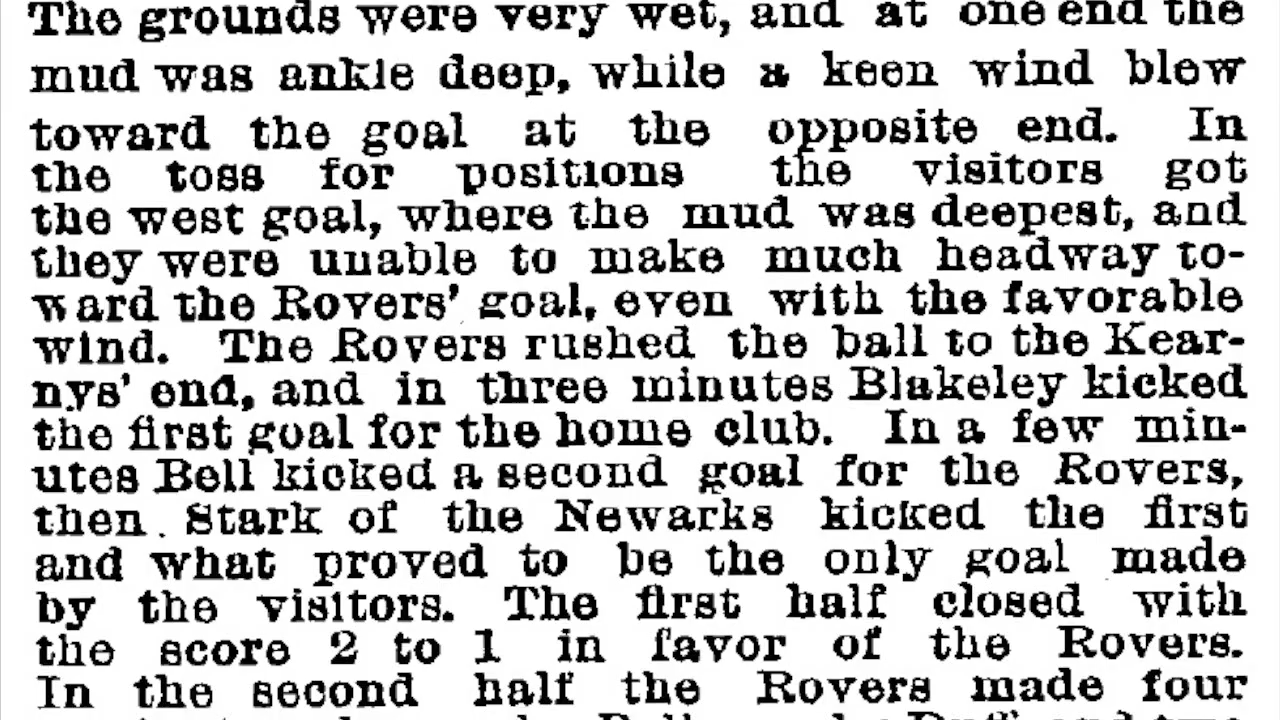 The grounds were very wet, and at one end the
mud was ankle deep, while a keen wind blew
toward the goal at the opposite end. In
the toss for positions the visitors got
the west goal, where the mud was deepest, and
they were unable to make much headway to-
ward the Rovers' goal, even with the favorable
wind. The Rovers rushed the ball to the Kear-
nys' end, and in three minutes Blakeley kicked
the first goal for the home club. In a few min-
utes Bell kicked a second goal for the Rovers,
then Stark of the Newarks kicked the first
and what proved to be the only goal made
by the visitors. The first half closed with
the score 2 to 1 in favor of the Rovers.
In the second half the Rovers made four